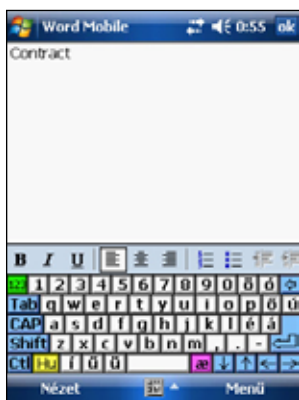 Word Mobile 0:55 ok
Contract
B I U
123 1 2 3 4 5 6 7 8 9 0 ö ó
Tab q w e r t y u i o p ő ú
CAP a s d f g h j k l é á
Shift z x c v b n m , . -
Ctl Hu í ű ü æ ↓ ↑ ← →
Nézet Menü